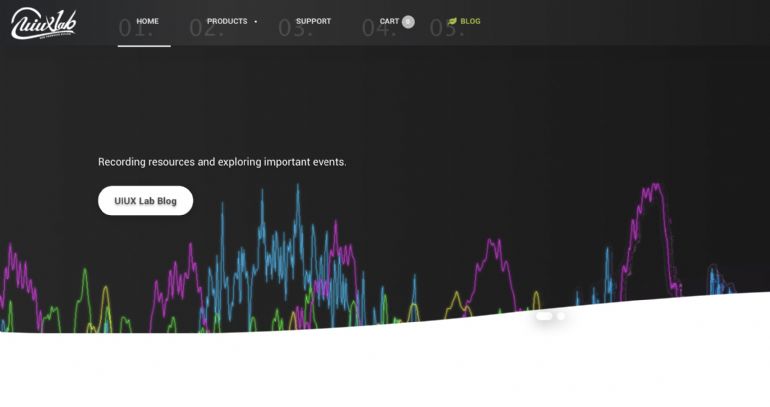 uiuxlab
01. HOME
02. PRODUCTS
03. SUPPORT
04. CART 0
05. BLOG
Recording resources and exploring important events.
UIUX Lab Blog